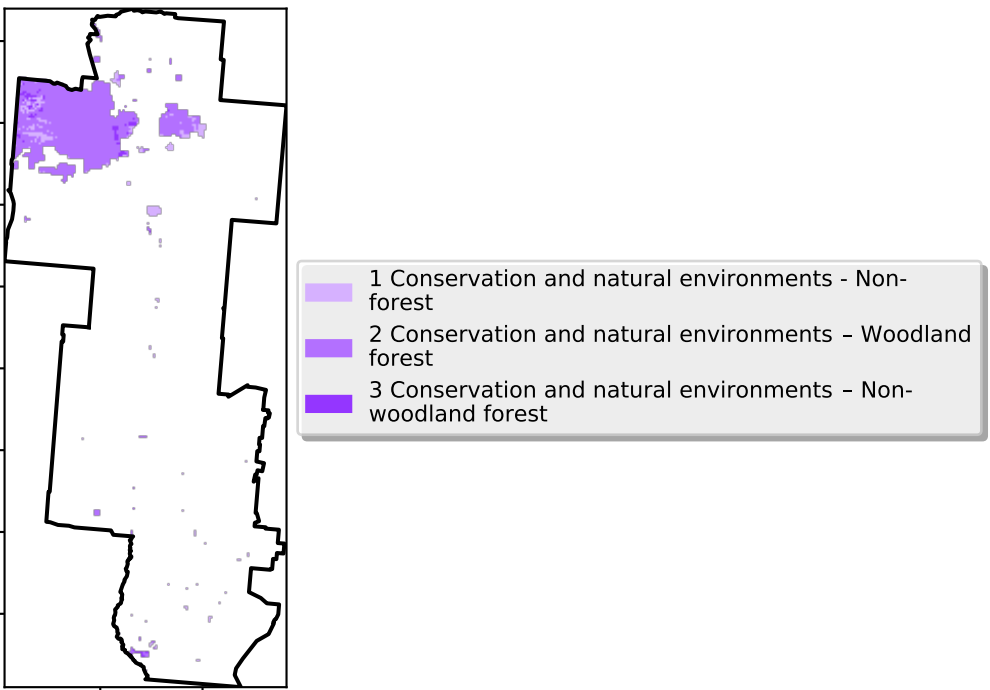 1 Conservation and natural environments - Non-
forest
2 Conservation and natural environments – Woodland
forest
3 Conservation and natural environments – Non-
woodland forest